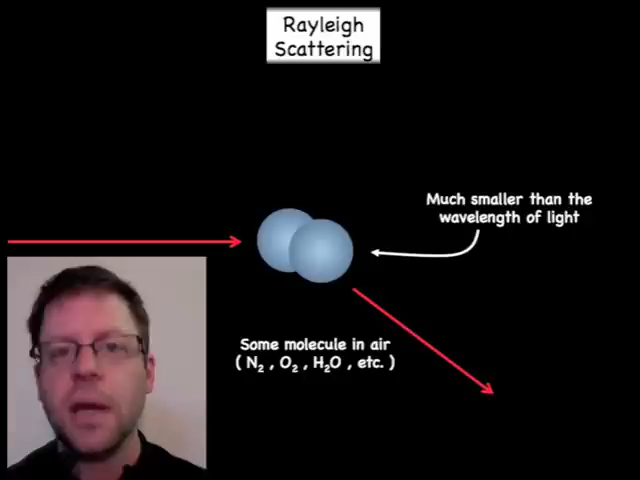 Rayleigh
Scattering
Much smaller than the
wavelength of light
Some molecule in air
( N₂ , O₂ , H₂O , etc. )